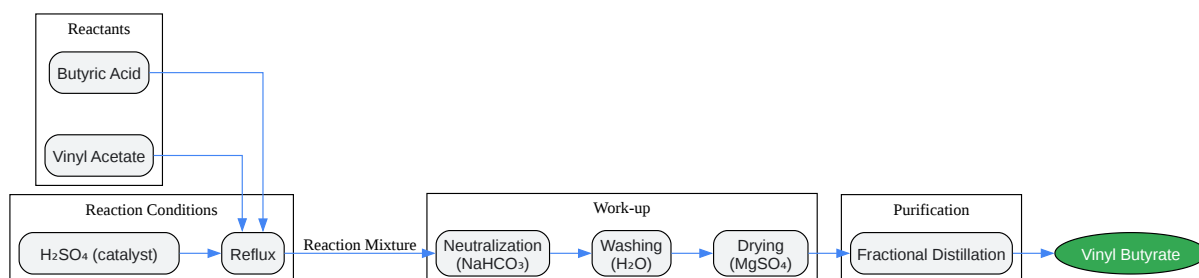 Reactants
Butyric Acid
Vinyl Acetate
Reaction Conditions
H₂SO₄ (catalyst)
Reflux
Reaction Mixture
Work-up
Neutralization
(NaHCO₃)
Washing
(H₂O)
Drying
(MgSO₄)
Purification
Fractional Distillation
Vinyl Butyrate